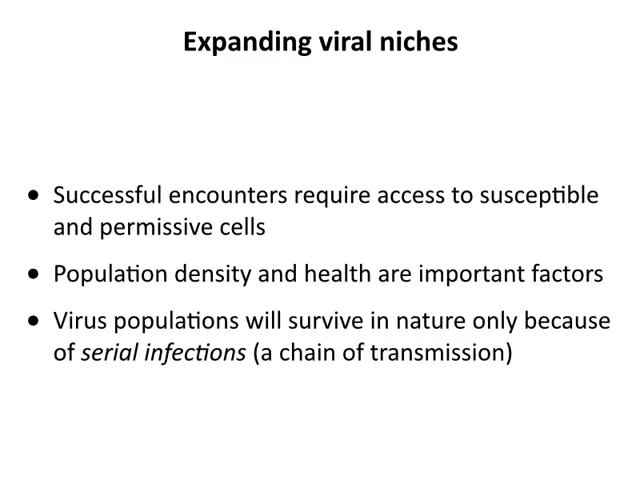 Expanding viral niches
• Successful encounters require access to susceptible
and permissive cells
• Population density and health are important factors
• Virus populations will survive in nature only because
of serial infections (a chain of transmission)